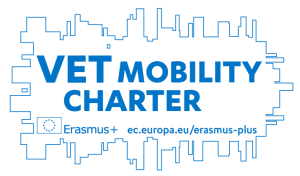 VET MOBILITY
CHARTER
Erasmus+ ec.europa.eu/erasmus-plus